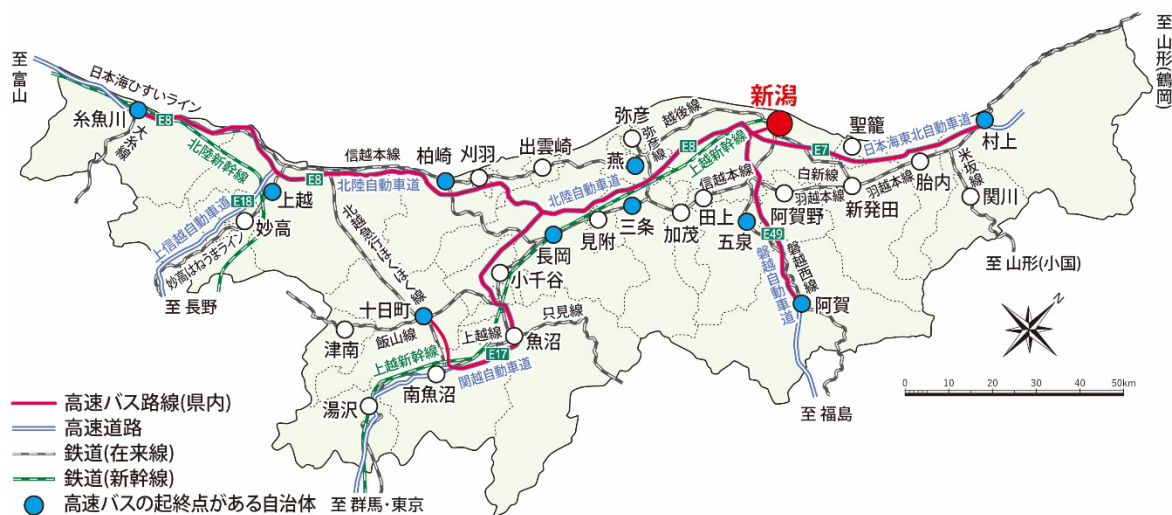 至 富山
日本海ひすいライン
糸魚川
E8
大糸線
北陸新幹線
上越
E18
上信越自動車道
妙高
妙高はねうまライン
至 長野
信越本線
E8
北陸自動車道
柏崎
刈羽
出雲崎
弥彦
弥彦線
越後線
燕
北陸自動車道
E8
上越新幹線
新潟
聖籠
E7
日本海東北自動車道
村上
至 山形(鶴岡)
白新線
羽越本線
羽越本線
胎内
米坂線
関川
至 山形(小国)
新発田
阿賀野
信越本線
三条
見附
加茂
田上
五泉
E49
磐越西線
磐越自動車道
阿賀
至 福島
長岡
小千谷
北越急行ほくほく線
十日町
飯山線
津南
上越線
只見線
魚沼
E17
関越自動車道
上越新幹線
南魚沼
湯沢
至 群馬・東京
N
0 10 20 30 40 50km
高速バス路線(県内)
高速道路
鉄道(在来線)
鉄道(新幹線)
高速バスの起終点がある自治体